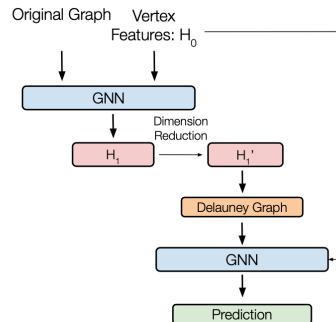 Original Graph
Vertex
Features: H0
GNN
Dimension
Reduction
H1
H1'
Delauney Graph
GNN
Prediction